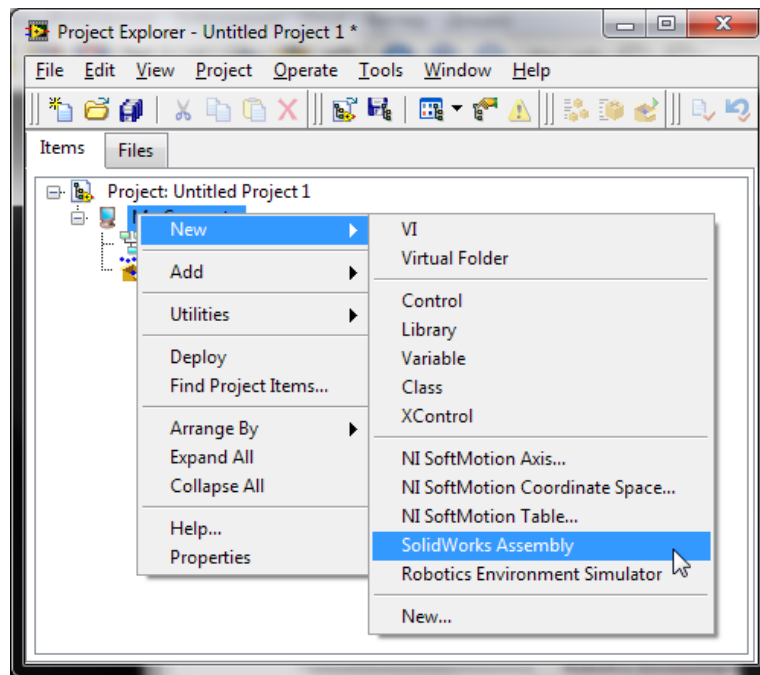 Project Explorer - Untitled Project 1 *
File Edit View Project Operate Tools Window Help
Items Files
Project: Untitled Project 1
New
Add
Utilities
Deploy
Find Project Items...
Arrange By
Expand All
Collapse All
Help...
Properties
VI
Virtual Folder
Control
Library
Variable
Class
XControl
NI SoftMotion Axis...
NI SoftMotion Coordinate Space...
NI SoftMotion Table...
SolidWorks Assembly
Robotics Environment Simulator
New...